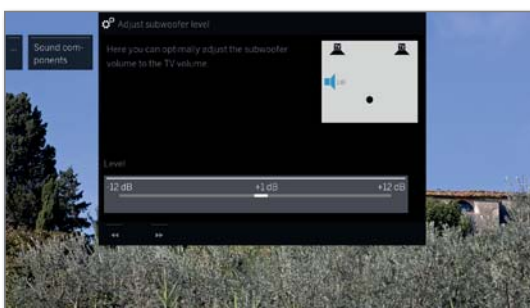 Adjust subwoofer level
... Sound com-
ponents
Here you can optimally adjust the subwoofer
volume to the TV volume.
Level
-12 dB +1 dB +12 dB